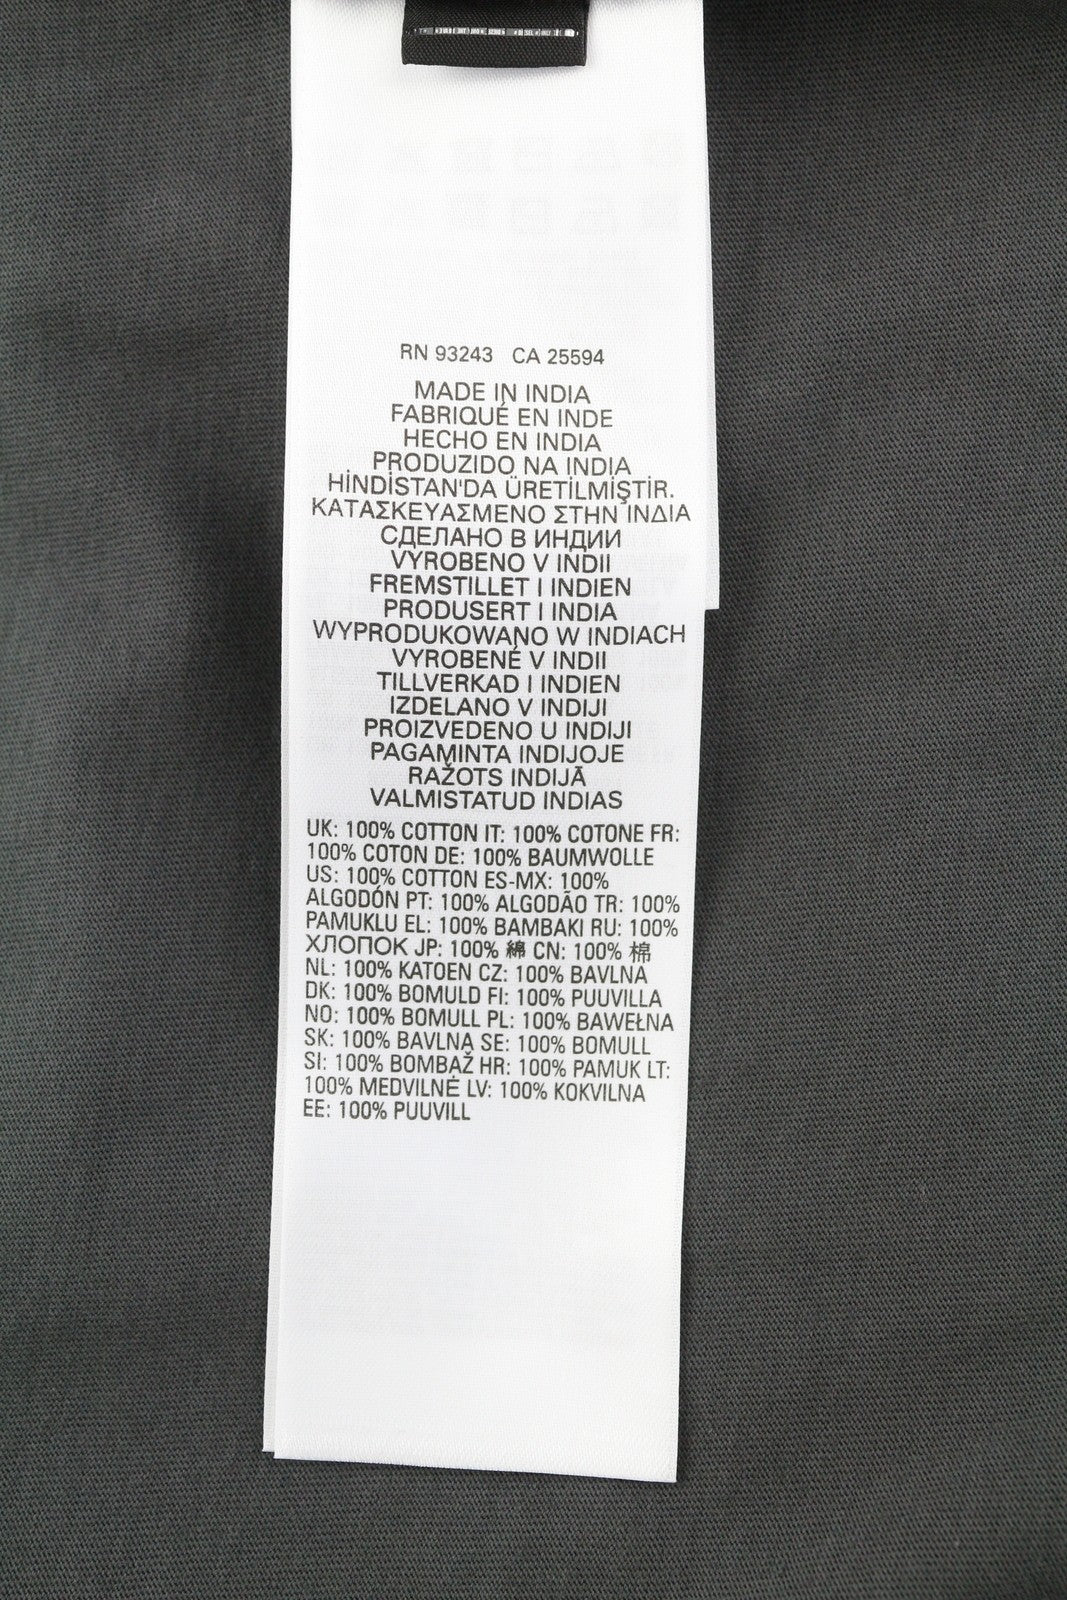 RN 93243 CA 25594
MADE IN INDIA
FABRIQUÉ EN INDE
HECHO EN INDIA
PRODUZIDO NA INDIA
HİNDİSTAN'DA ÜRETİLMİŞTİR.
ΚΑΤΑΣΚΕΥΑΣΜΕΝΟ ΣΤΗΝ ΙΝΔΙΑ
СДЕЛАНО В ИНДИИ
VYROBENO V INDII
FREMSTILLET I INDIEN
PRODUSERT I INDIA
WYPRODUKOWANO W INDIACH
VYROBENÉ V INDII
TILLVERKAD I INDIEN
IZDELANO V INDIJI
PROIZVEDENO U INDIJI
PAGAMINTA INDIJOJE
RAŽOTS INDIJĀ
VALMISTATUD INDIAS
UK: 100% COTTON IT: 100% COTONE FR:
100% COTON DE: 100% BAUMWOLLE
US: 100% COTTON ES-MX: 100%
ALGODÓN PT: 100% ALGODÃO TR: 100%
PAMUKLU EL: 100% ΒΑΜΒΑΚΙ RU: 100%
ХЛОПОК JP: 100% 綿 CN: 100% 棉
NL: 100% KATOEN CZ: 100% BAVLNA
DK: 100% BOMULD FI: 100% PUUVILLA
NO: 100% BOMULL PL: 100% BAWEŁNA
SK: 100% BAVLNA SE: 100% BOMULL
SI: 100% BOMBAŽ HR: 100% PAMUK LT:
100% MEDVILNĖ LV: 100% KOKVILNA
EE: 100% PUUVILL